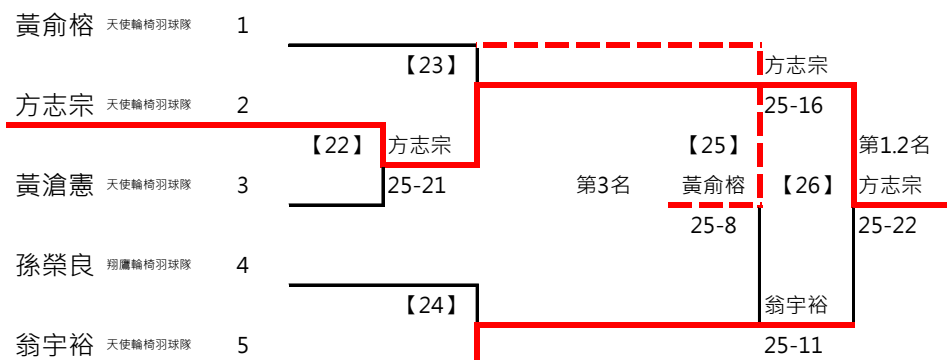 黃俞榕 天使輪椅羽球隊 1
【23】 方志宗
方志宗 天使輪椅羽球隊 2 25-16
【22】 方志宗 【25】 第1.2名
黃滄憲 天使輪椅羽球隊 3 25-21 第3名 黃俞榕 【26】 方志宗
25-8 25-22
孫榮良 翔鷹輪椅羽球隊 4
【24】 翁宇裕
翁宇裕 天使輪椅羽球隊 5 25-11